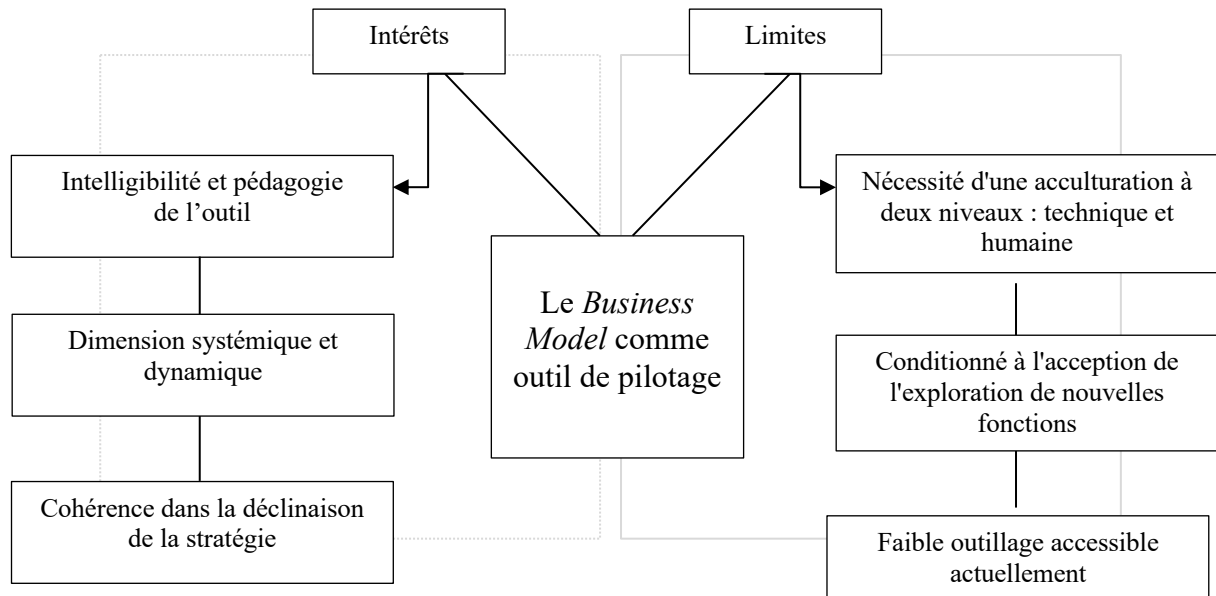 Intérêts
Limites
Intelligibilité et pédagogie
de l’outil
Dimension systémique et
dynamique
Cohérence dans la déclinaison
de la stratégie
Le Business
Model comme
outil de pilotage
Nécessité d'une acculturation à
deux niveaux : technique et
humaine
Conditionné à l'acception de
l'exploration de nouvelles
fonctions
Faible outillage accessible
actuellement